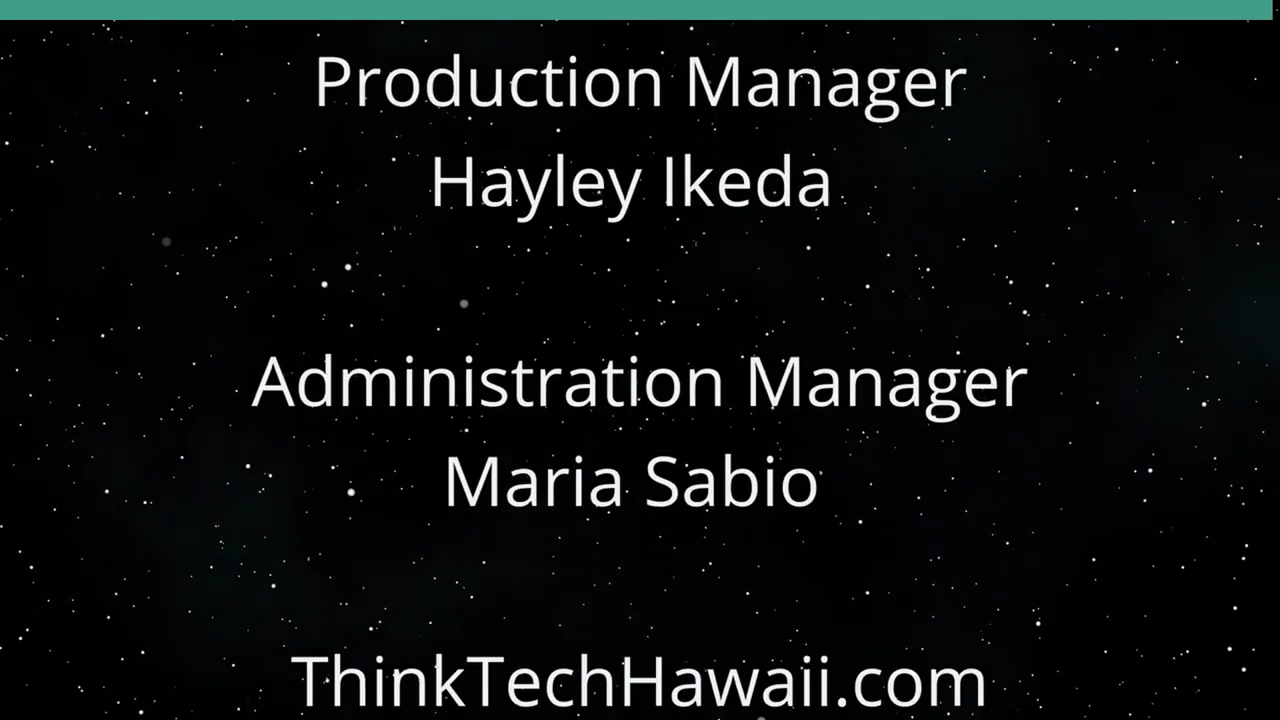 Production Manager
Hayley Ikeda
Administration Manager
Maria Sabio
ThinkTechHawaii.com